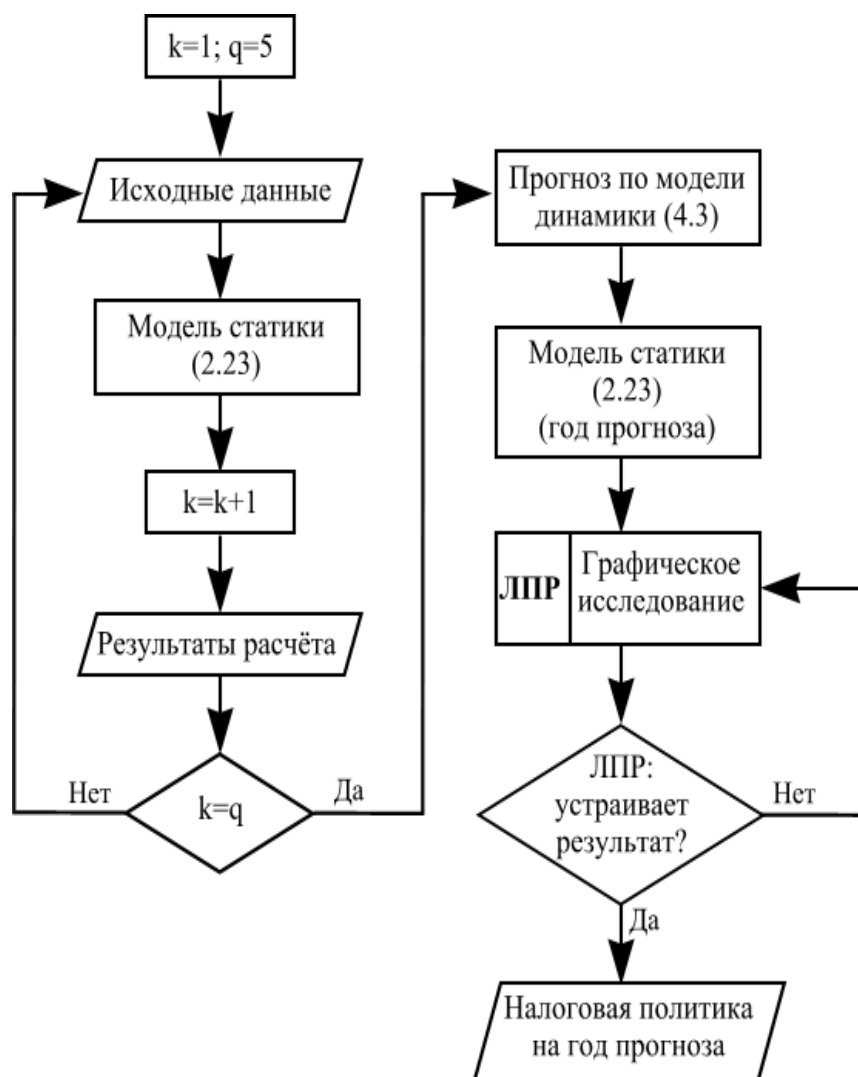 k=1; q=5
Исходные данные
Модель статики
(2.23)
k=k+1
Результаты расчёта
k=q
Нет
Да
Прогноз по модели
динамики (4.3)
Модель статики
(2.23)
(год прогноза)
ЛПР
Графическое
исследование
ЛПР:
устраивает
результат?
Нет
Да
Налоговая политика
на год прогноза